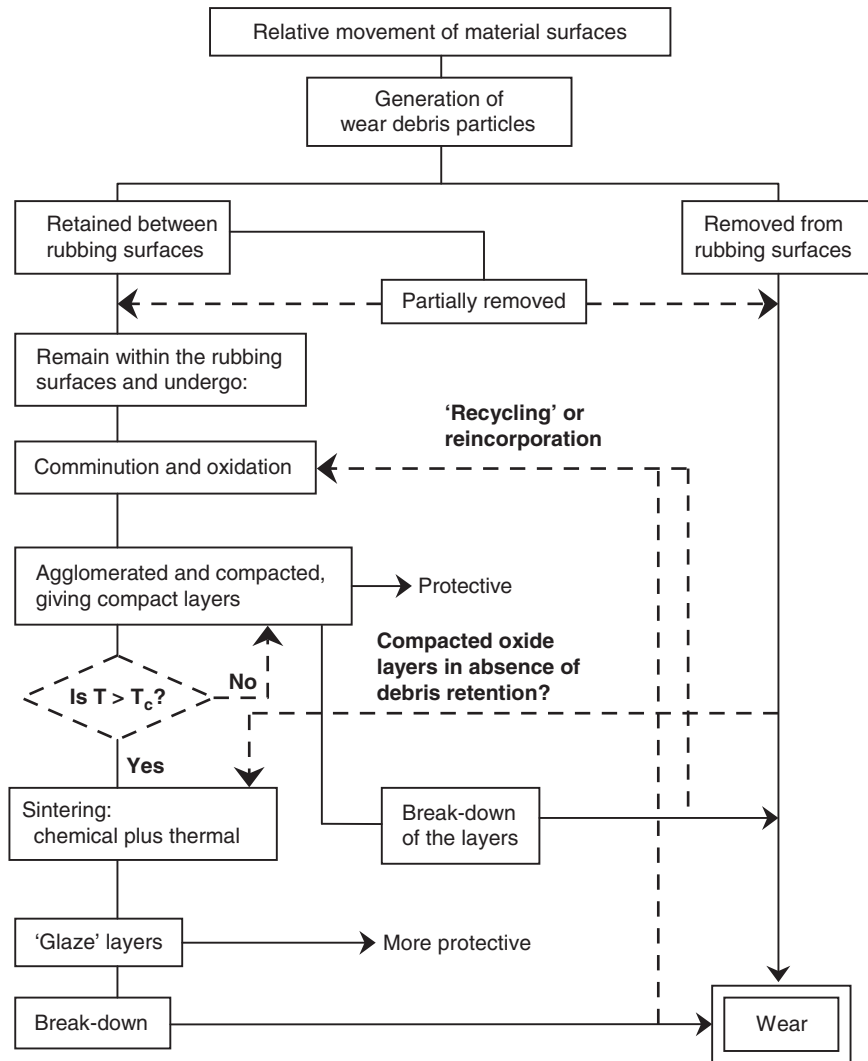 Relative movement of material surfaces
Generation of
wear debris particles
Retained between
rubbing surfaces
Removed from
rubbing surfaces
Partially removed
Remain within the rubbing
surfaces and undergo:
‘Recycling’ or
reincorporation
Comminution and oxidation
Agglomerated and compacted,
giving compact layers
Protective
Compacted oxide
layers in absence of
debris retention?
Is T > Tc?
No
Yes
Sintering:
chemical plus thermal
Break-down
of the layers
‘Glaze’ layers
More protective
Break-down
Wear